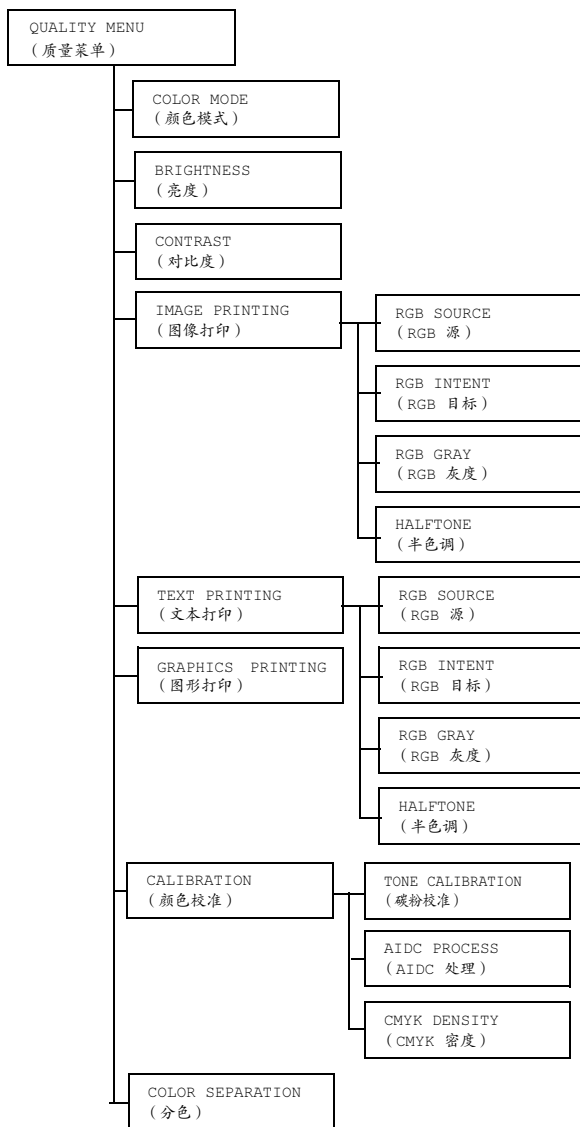 QUALITY MENU
（质量菜单）
COLOR MODE
（颜色模式）
BRIGHTNESS
（亮度）
CONTRAST
（对比度）
IMAGE PRINTING
（图像打印）
RGB SOURCE
（RGB 源）
RGB INTENT
（RGB 目标）
RGB GRAY
（RGB 灰度）
HALFTONE
（半色调）
TEXT PRINTING
（文本打印）
RGB SOURCE
（RGB 源）
GRAPHICS PRINTING
（图形打印）
RGB INTENT
（RGB 目标）
RGB GRAY
（RGB 灰度）
HALFTONE
（半色调）
CALIBRATION
（颜色校准）
TONE CALIBRATION
（碳粉校准）
AIDC PROCESS
（AIDC 处理）
CMYK DENSITY
（CMYK 密度）
COLOR SEPARATION
（分色）